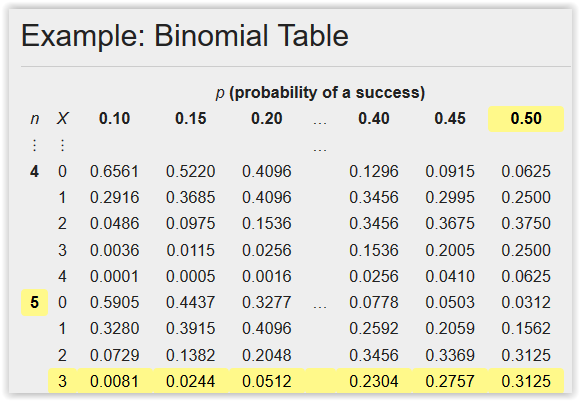 Example: Binomial Table
p (probability of a success)
n X 0.10 0.15 0.20 ... 0.40 0.45 0.50
⋮ ⋮ ...
4 0 0.6561 0.5220 0.4096 0.1296 0.0915 0.0625
1 0.2916 0.3685 0.4096 0.3456 0.2995 0.2500
2 0.0486 0.0975 0.1536 0.3456 0.3675 0.3750
3 0.0036 0.0115 0.0256 0.1536 0.2005 0.2500
4 0.0001 0.0005 0.0016 0.0256 0.0410 0.0625
5 0 0.5905 0.4437 0.3277 ... 0.0778 0.0503 0.0312
1 0.3280 0.3915 0.4096 0.2592 0.2059 0.1562
2 0.0729 0.1382 0.2048 0.3456 0.3369 0.3125
3 0.0081 0.0244 0.0512 0.2304 0.2757 0.3125